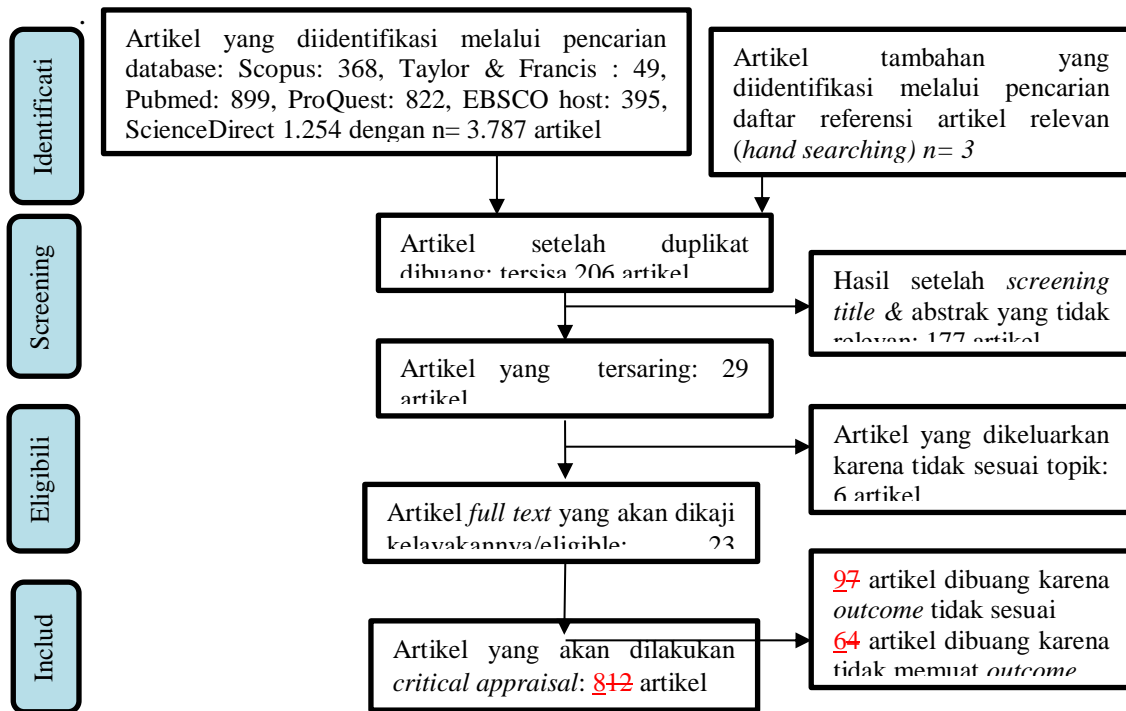 .
Identificati
Artikel yang diidentifikasi melalui pencarian
database: Scopus: 368, Taylor & Francis : 49,
Pubmed: 899, ProQuest: 822, EBSCO host: 395,
ScienceDirect 1.254 dengan n= 3.787 artikel
Artikel tambahan yang
diidentifikasi melalui pencarian
daftar referensi artikel relevan
(hand searching) n= 3
Screening
Artikel setelah duplikat
dibuang: tersisa 206 artikel
Hasil setelah screening
title & abstrak yang tidak
relevan: 177 artikel
Artikel yang tersaring: 29
artikel
Eligibili
Artikel yang dikeluarkan
karena tidak sesuai topik:
6 artikel
Artikel full text yang akan dikaji
kelayakannya/eligible: 23
Includ
97 artikel dibuang karena
outcome tidak sesuai
64 artikel dibuang karena
tidak memuat outcome
Artikel yang akan dilakukan
critical appraisal: 812 artikel